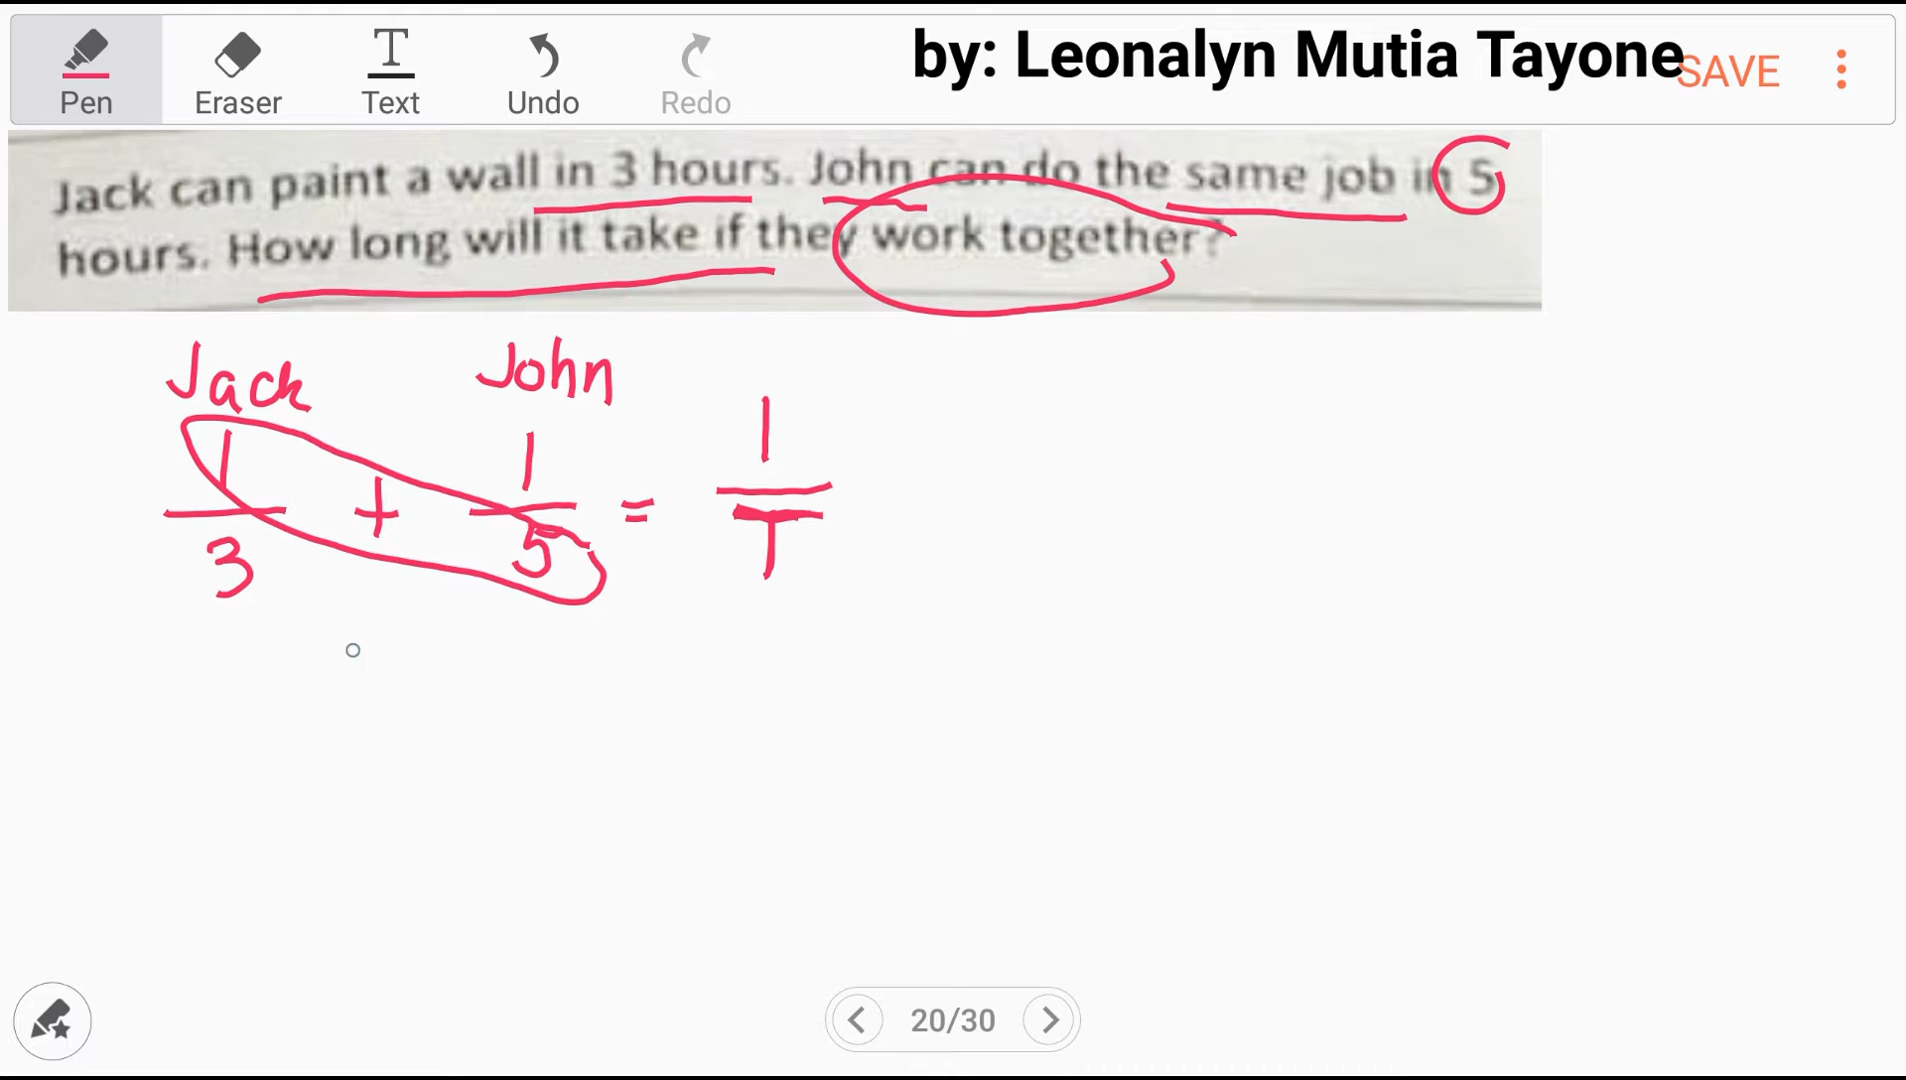 by: Leonalyn Mutia Tayone
SAVE
Pen
Eraser
Text
Undo
Redo
Jack can paint a wall in 3 hours. John can do the same job in 5
hours. How long will it take if they work together?
Jack John
1/3 + 1/5 = 1/T
20/30